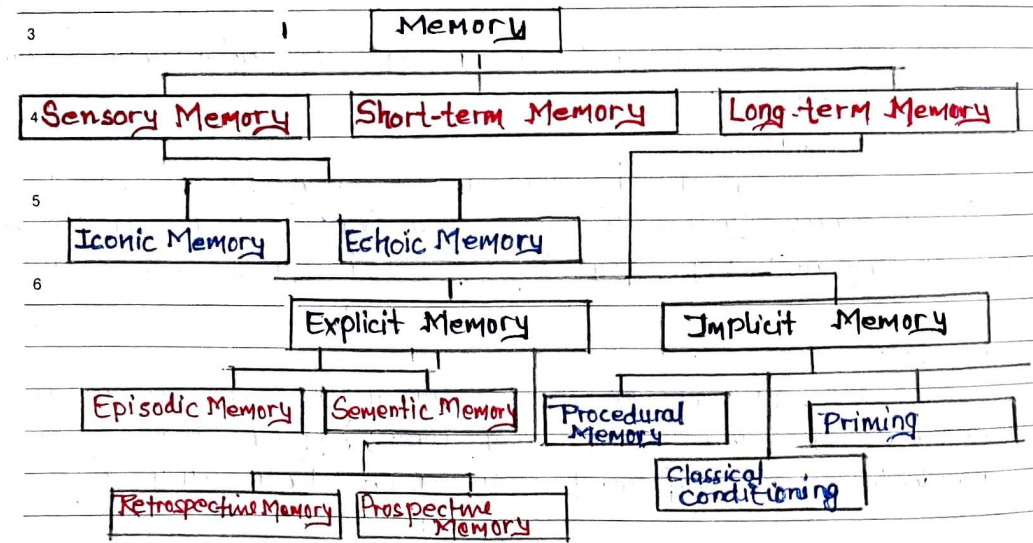 3
Memory
4 Sensory Memory
Short-term Memory
Long-term Memory
5
Iconic Memory
Echoic Memory
6
Explicit Memory
Implicit Memory
Episodic Memory
Sementic Memory
Procedural
Memory
Priming
Classical
Conditioning
Retrospective Memory
Prospective
Memory